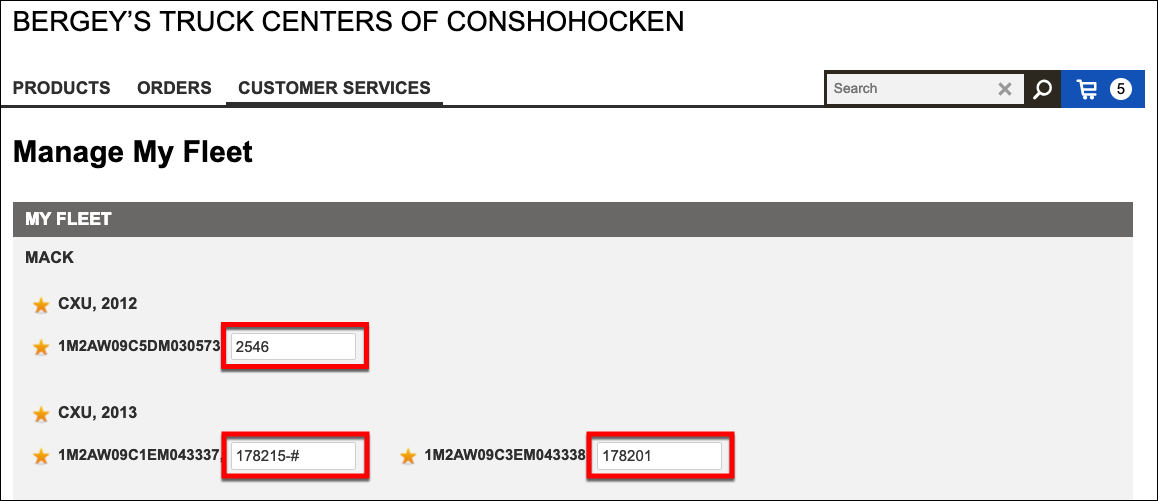 BERGEY’S TRUCK CENTERS OF CONSHOHOCKEN
PRODUCTS ORDERS CUSTOMER SERVICES Search 5
Manage My Fleet
MY FLEET
MACK
CXU, 2012
1M2AW09C5DM030573 2546
CXU, 2013
1M2AW09C1EM043337, 178215-# 1M2AW09C3EM043338 178201